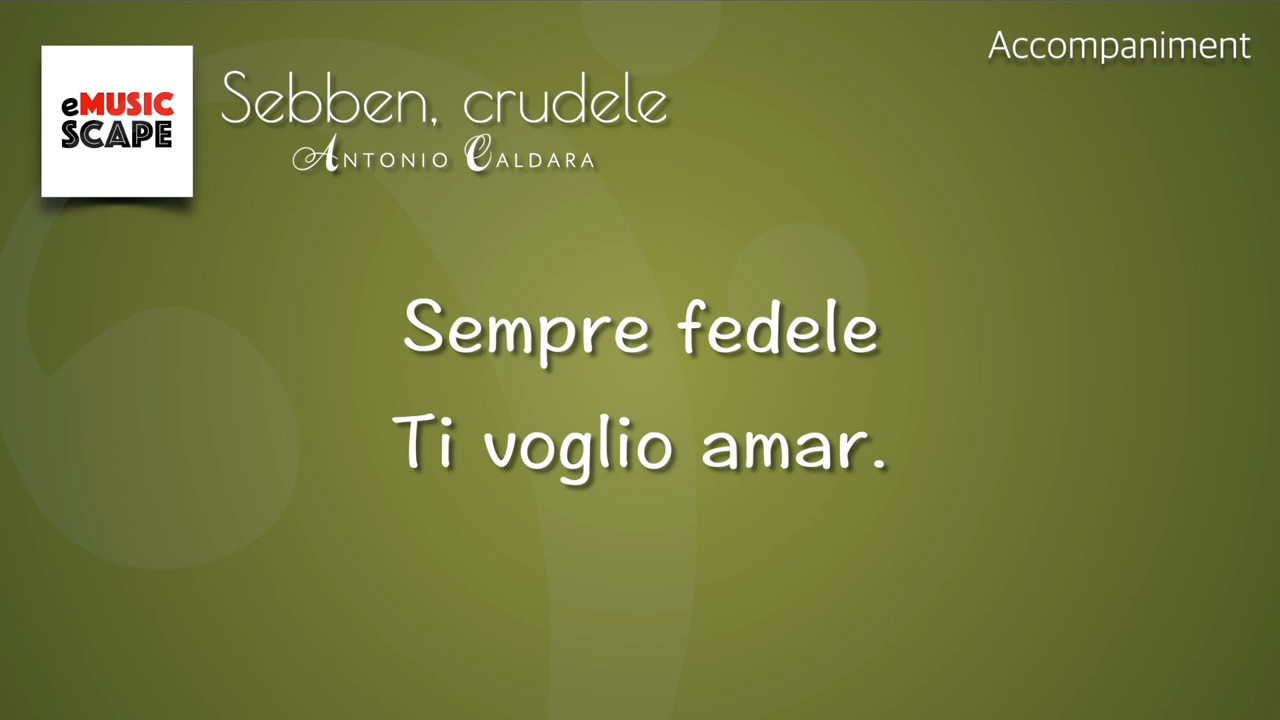 Accompaniment
eMUSIC
SCAPE
Sebben, crudele
Antonio Caldara
Sempre fedele
Ti voglio amar.